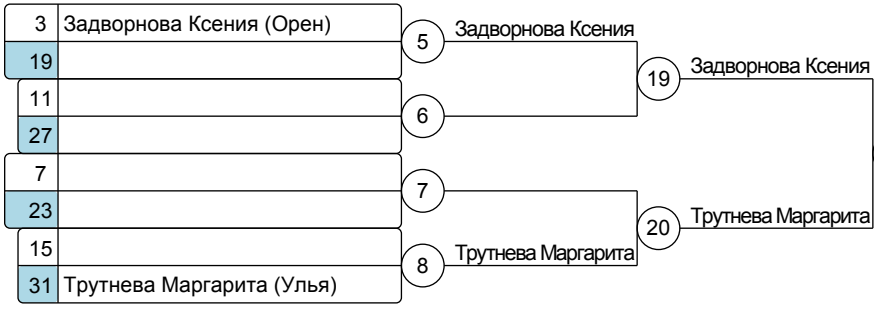 3 Задворнова Ксения (Орен)
19
5 Задворнова Ксения
11
27
6
19 Задворнова Ксения
7
23
7
15
31 Трутнева Маргарита (Улья)
8 Трутнева Маргарита
20 Трутнева Маргарита